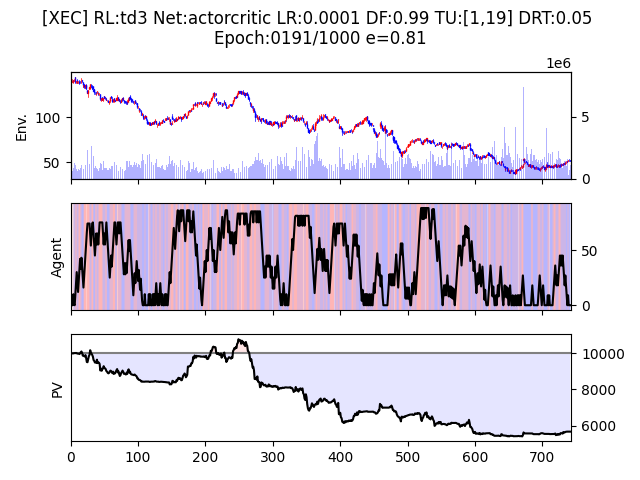 [XEC] RL:td3 Net:actorcritic LR:0.0001 DF:0.99 TU:[1,19] DRT:0.05
Epoch:0191/1000 e=0.81
1e6
Env.
100
50
5
0
Agent
50
0
PV
10000
8000
6000
0 100 200 300 400 500 600 700